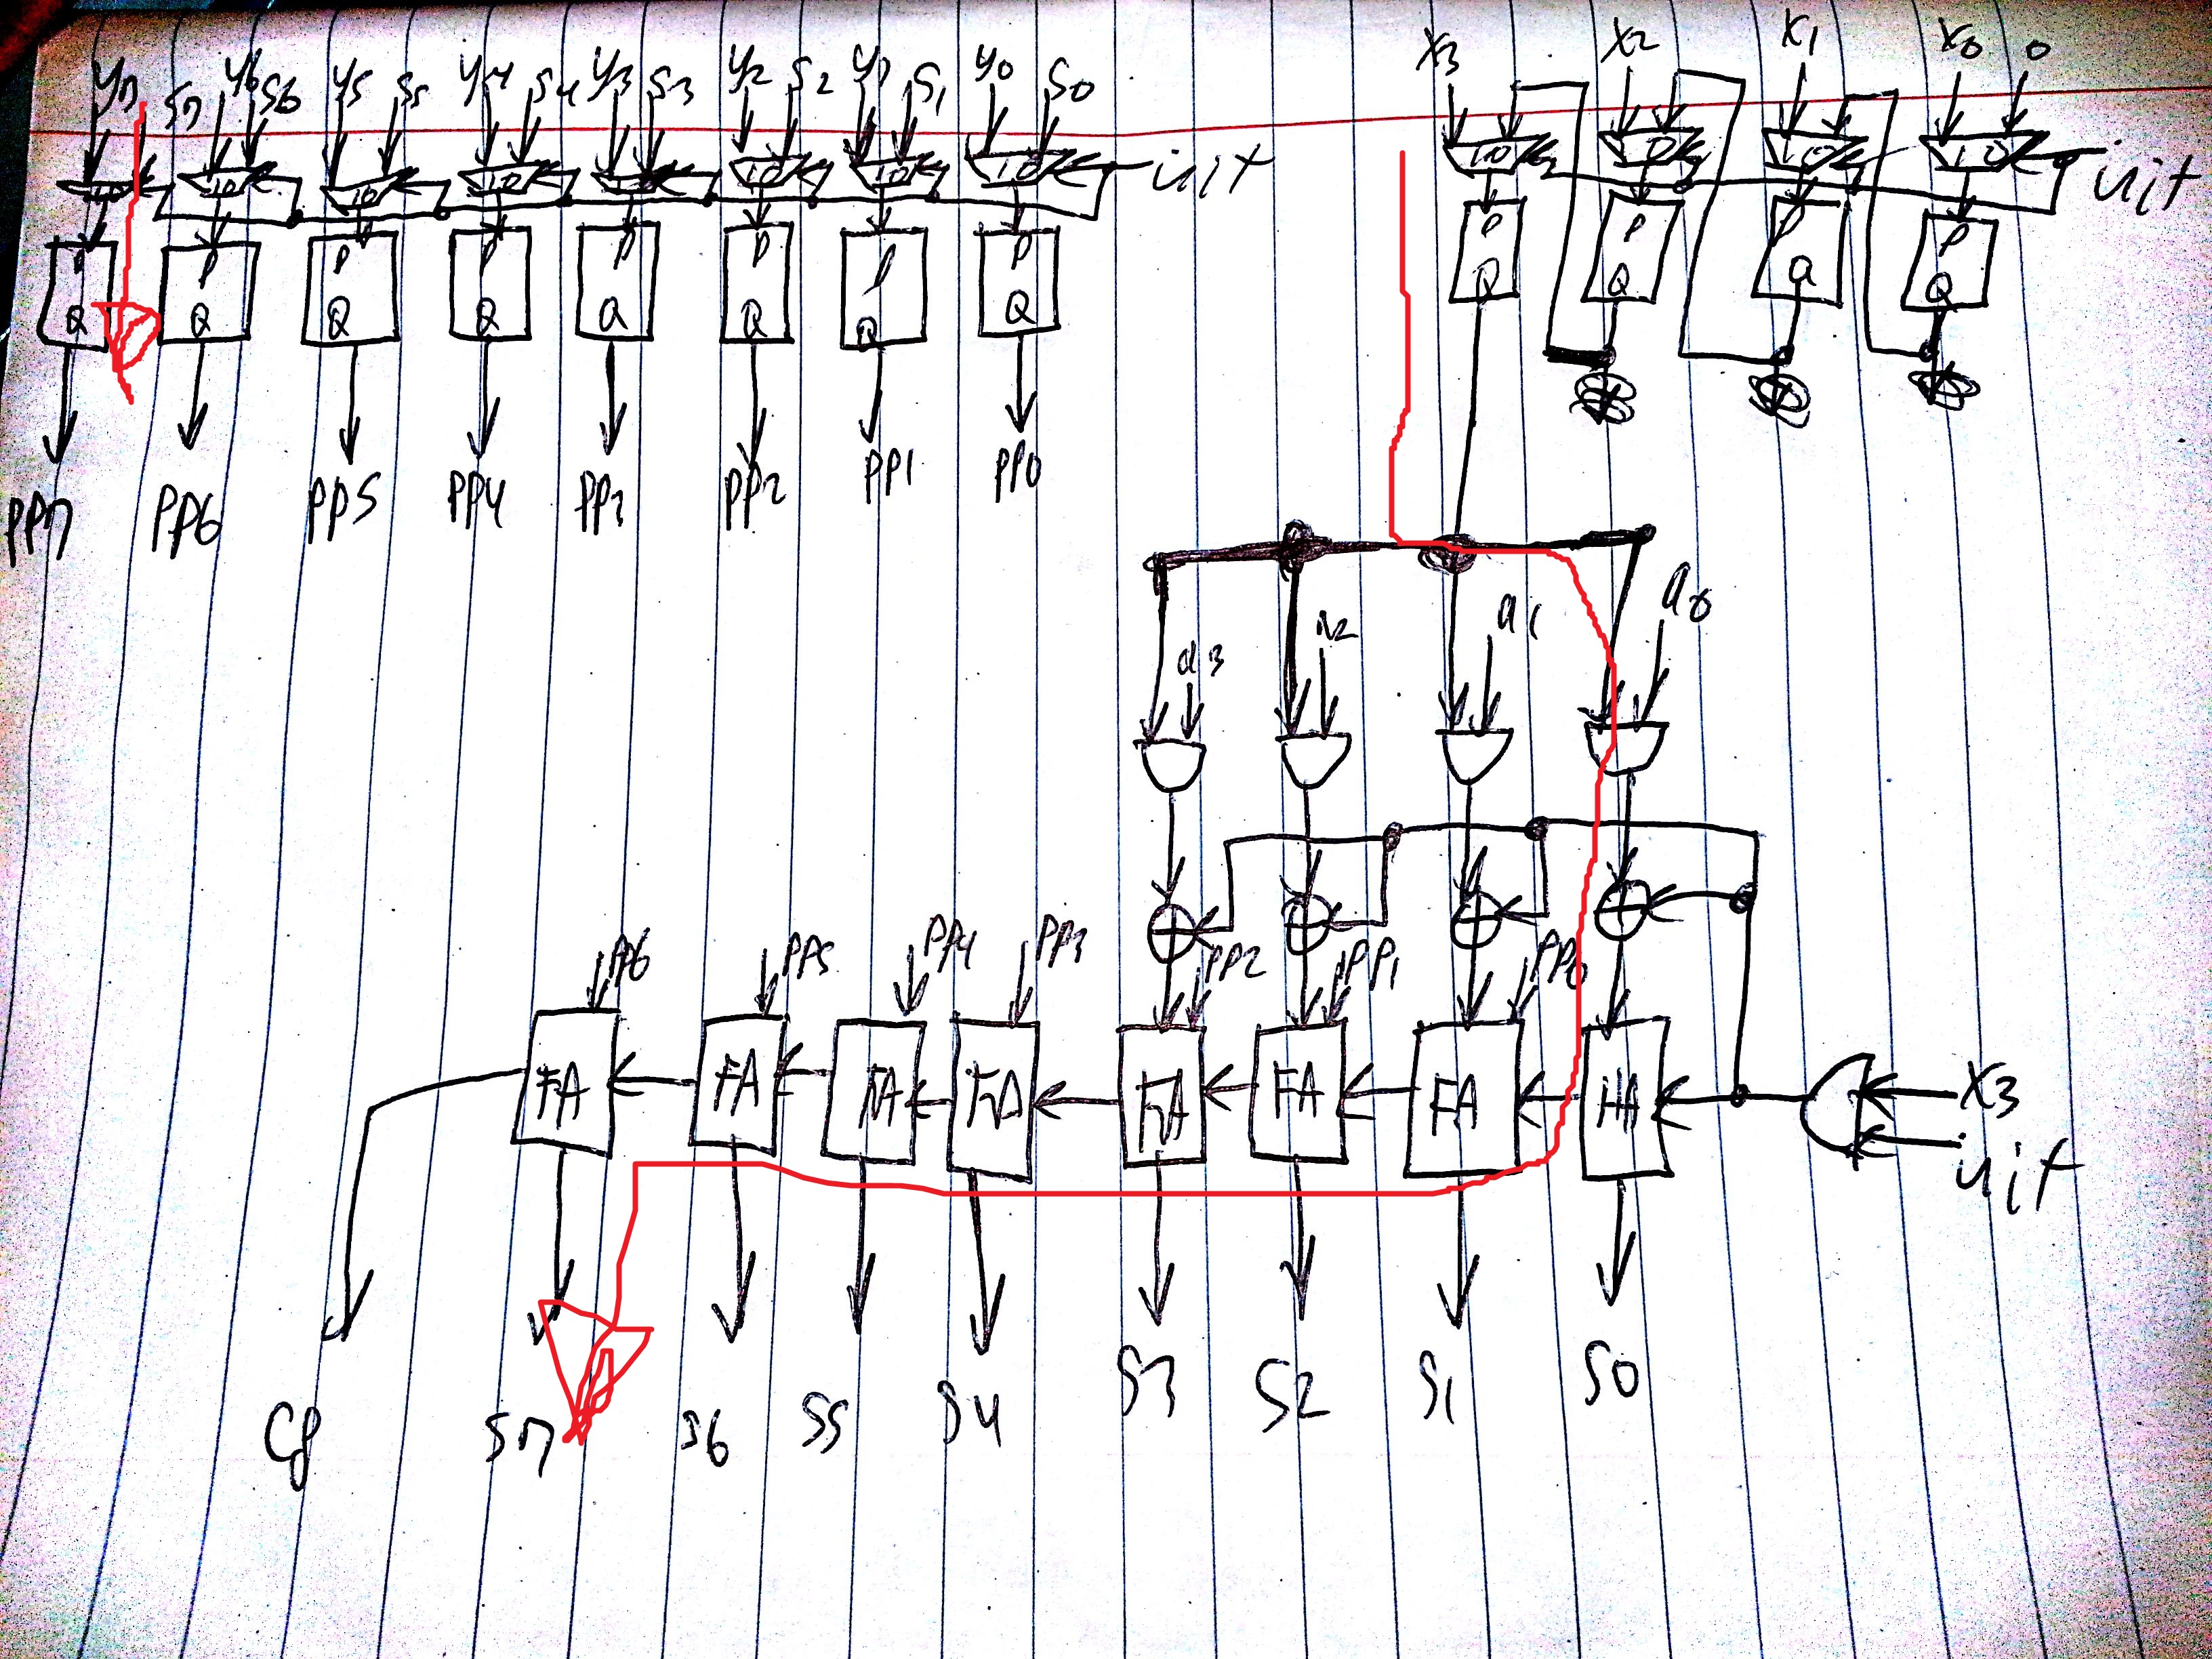 y7 S7 y6 S6 y5 S5 y4 S4 y3 S3 y2 S2 y1 S1 y0 S0 X3 X2 X1 X0 0
10 10 10 10 10 10 10 10 init 10 10 10 10 init
D D D D D D D D D D D D
Q Q Q Q Q Q Q Q Q Q Q Q
PP7 PP6 PP5 PP4 PP3 PP2 PP1 PP0
a3 a2 a1 a0
PP6 PP5 PP4 PP3 PP2 PP1 PP0
FA FA FA FA FA FA FA HA X3
init
C8 S7 S6 S5 S4 S3 S2 S1 S0